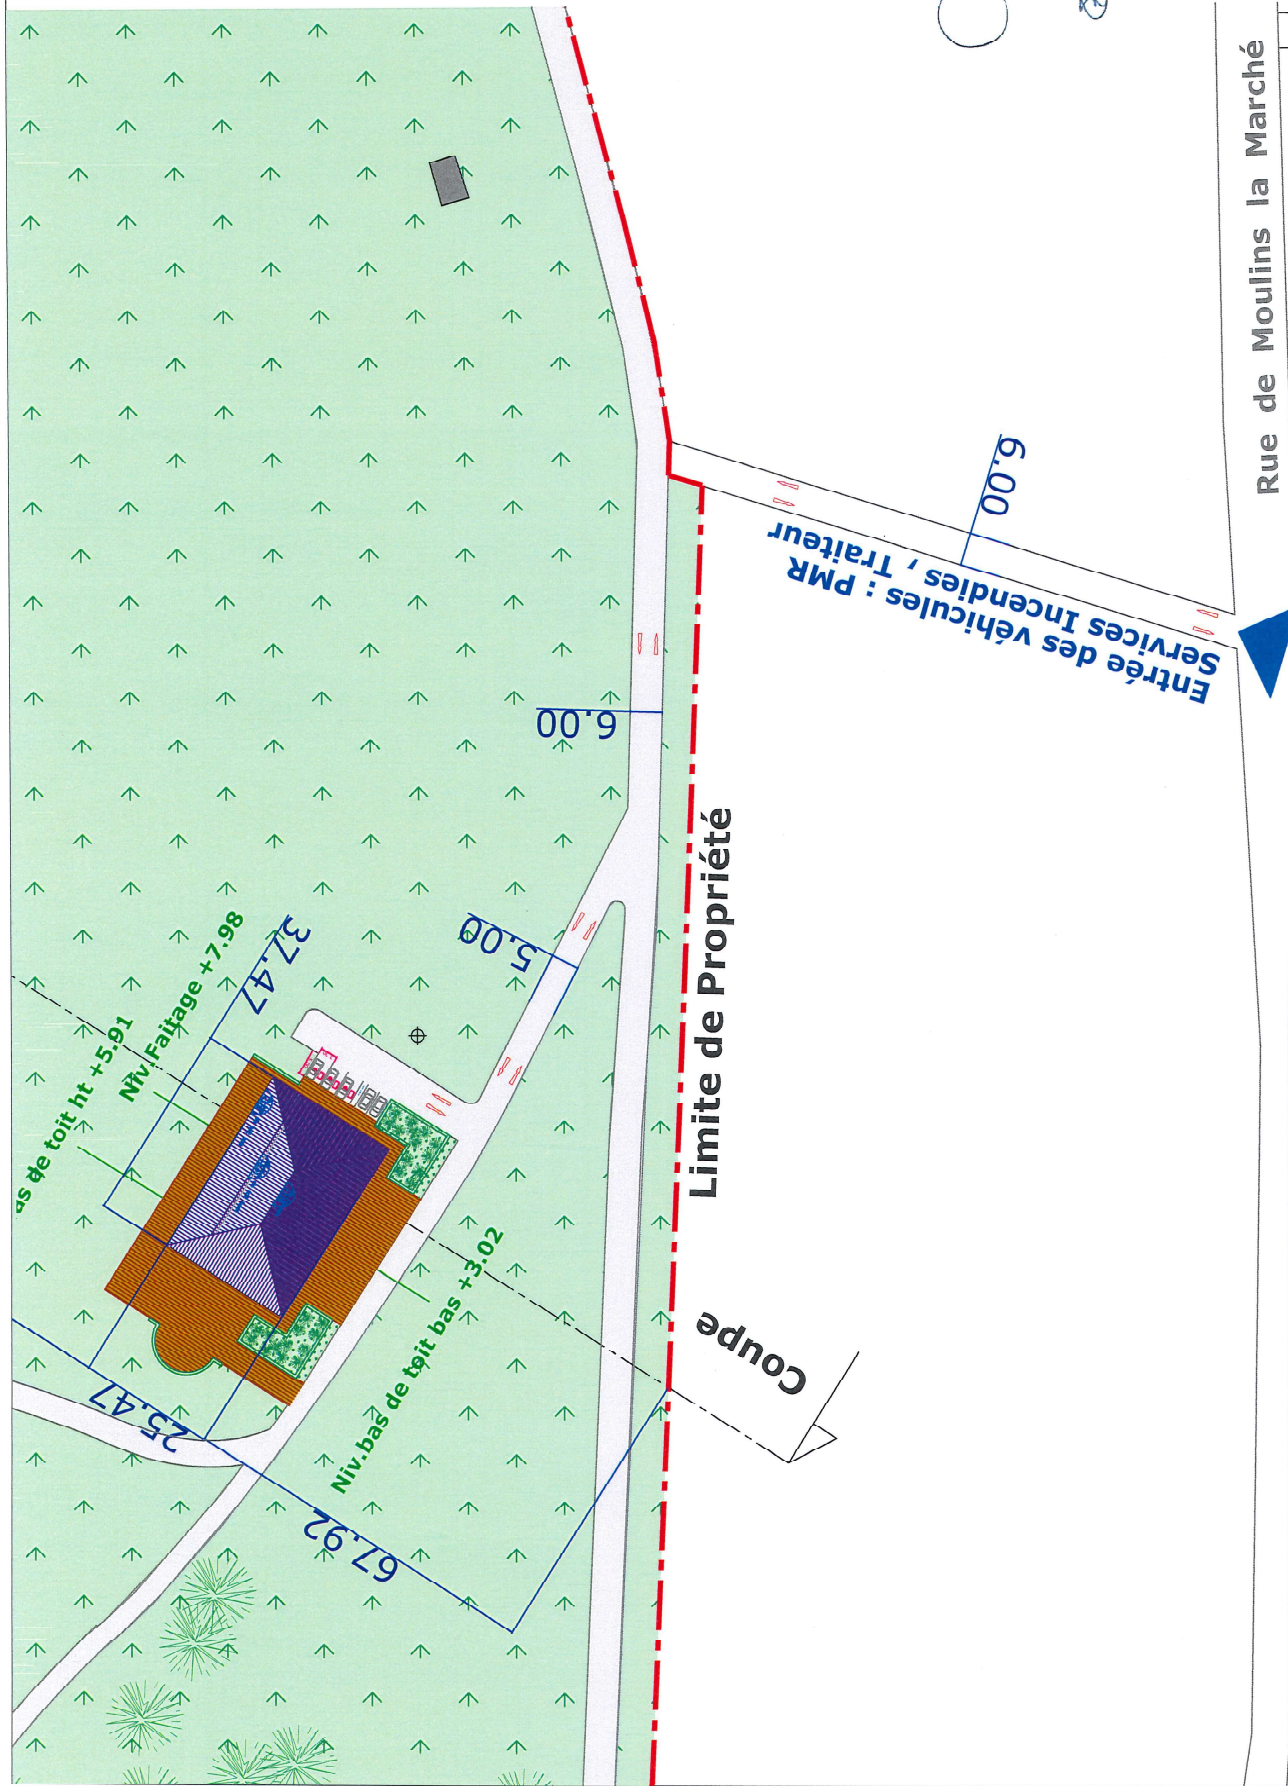 Rue de Moulins la Marché
6.00
Entrée des véhicules : PMR
Services Incendies , Traiteur
6.00
Limite de Propriété
5.00
37.47
Niv.Faitage +7.98
as de toit ht +5.91
Niv.bas de toit bas +3.02
Coupe
25.47
67.92